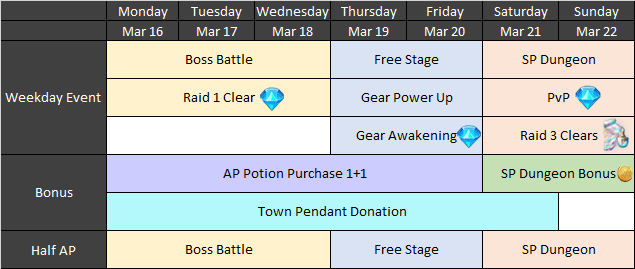 Monday Tuesday Wednesday Thursday Friday Saturday Sunday
Mar 16 Mar 17 Mar 18 Mar 19 Mar 20 Mar 21 Mar 22
Weekday Event
Boss Battle Free Stage SP Dungeon
Raid 1 Clear Gear Power Up PvP
Gear Awakening Raid 3 Clears
Bonus
AP Potion Purchase 1+1 SP Dungeon Bonus
Town Pendant Donation
Half AP Boss Battle Free Stage SP Dungeon